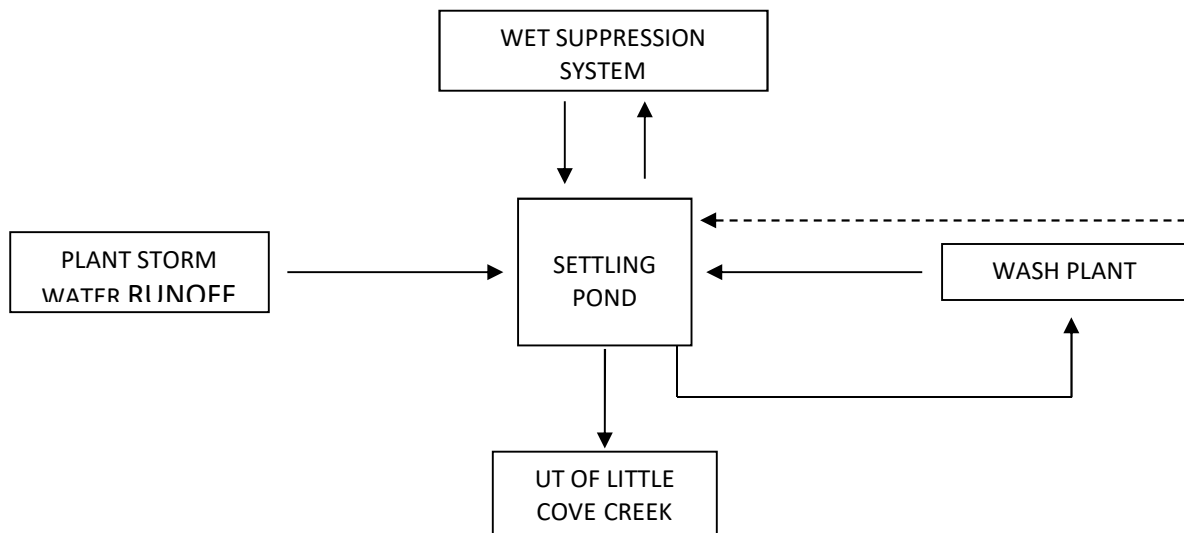 WET SUPPRESSION
SYSTEM
PLANT STORM
WATER RUNOFF
SETTLING
POND
WASH PLANT
UT OF LITTLE
COVE CREEK